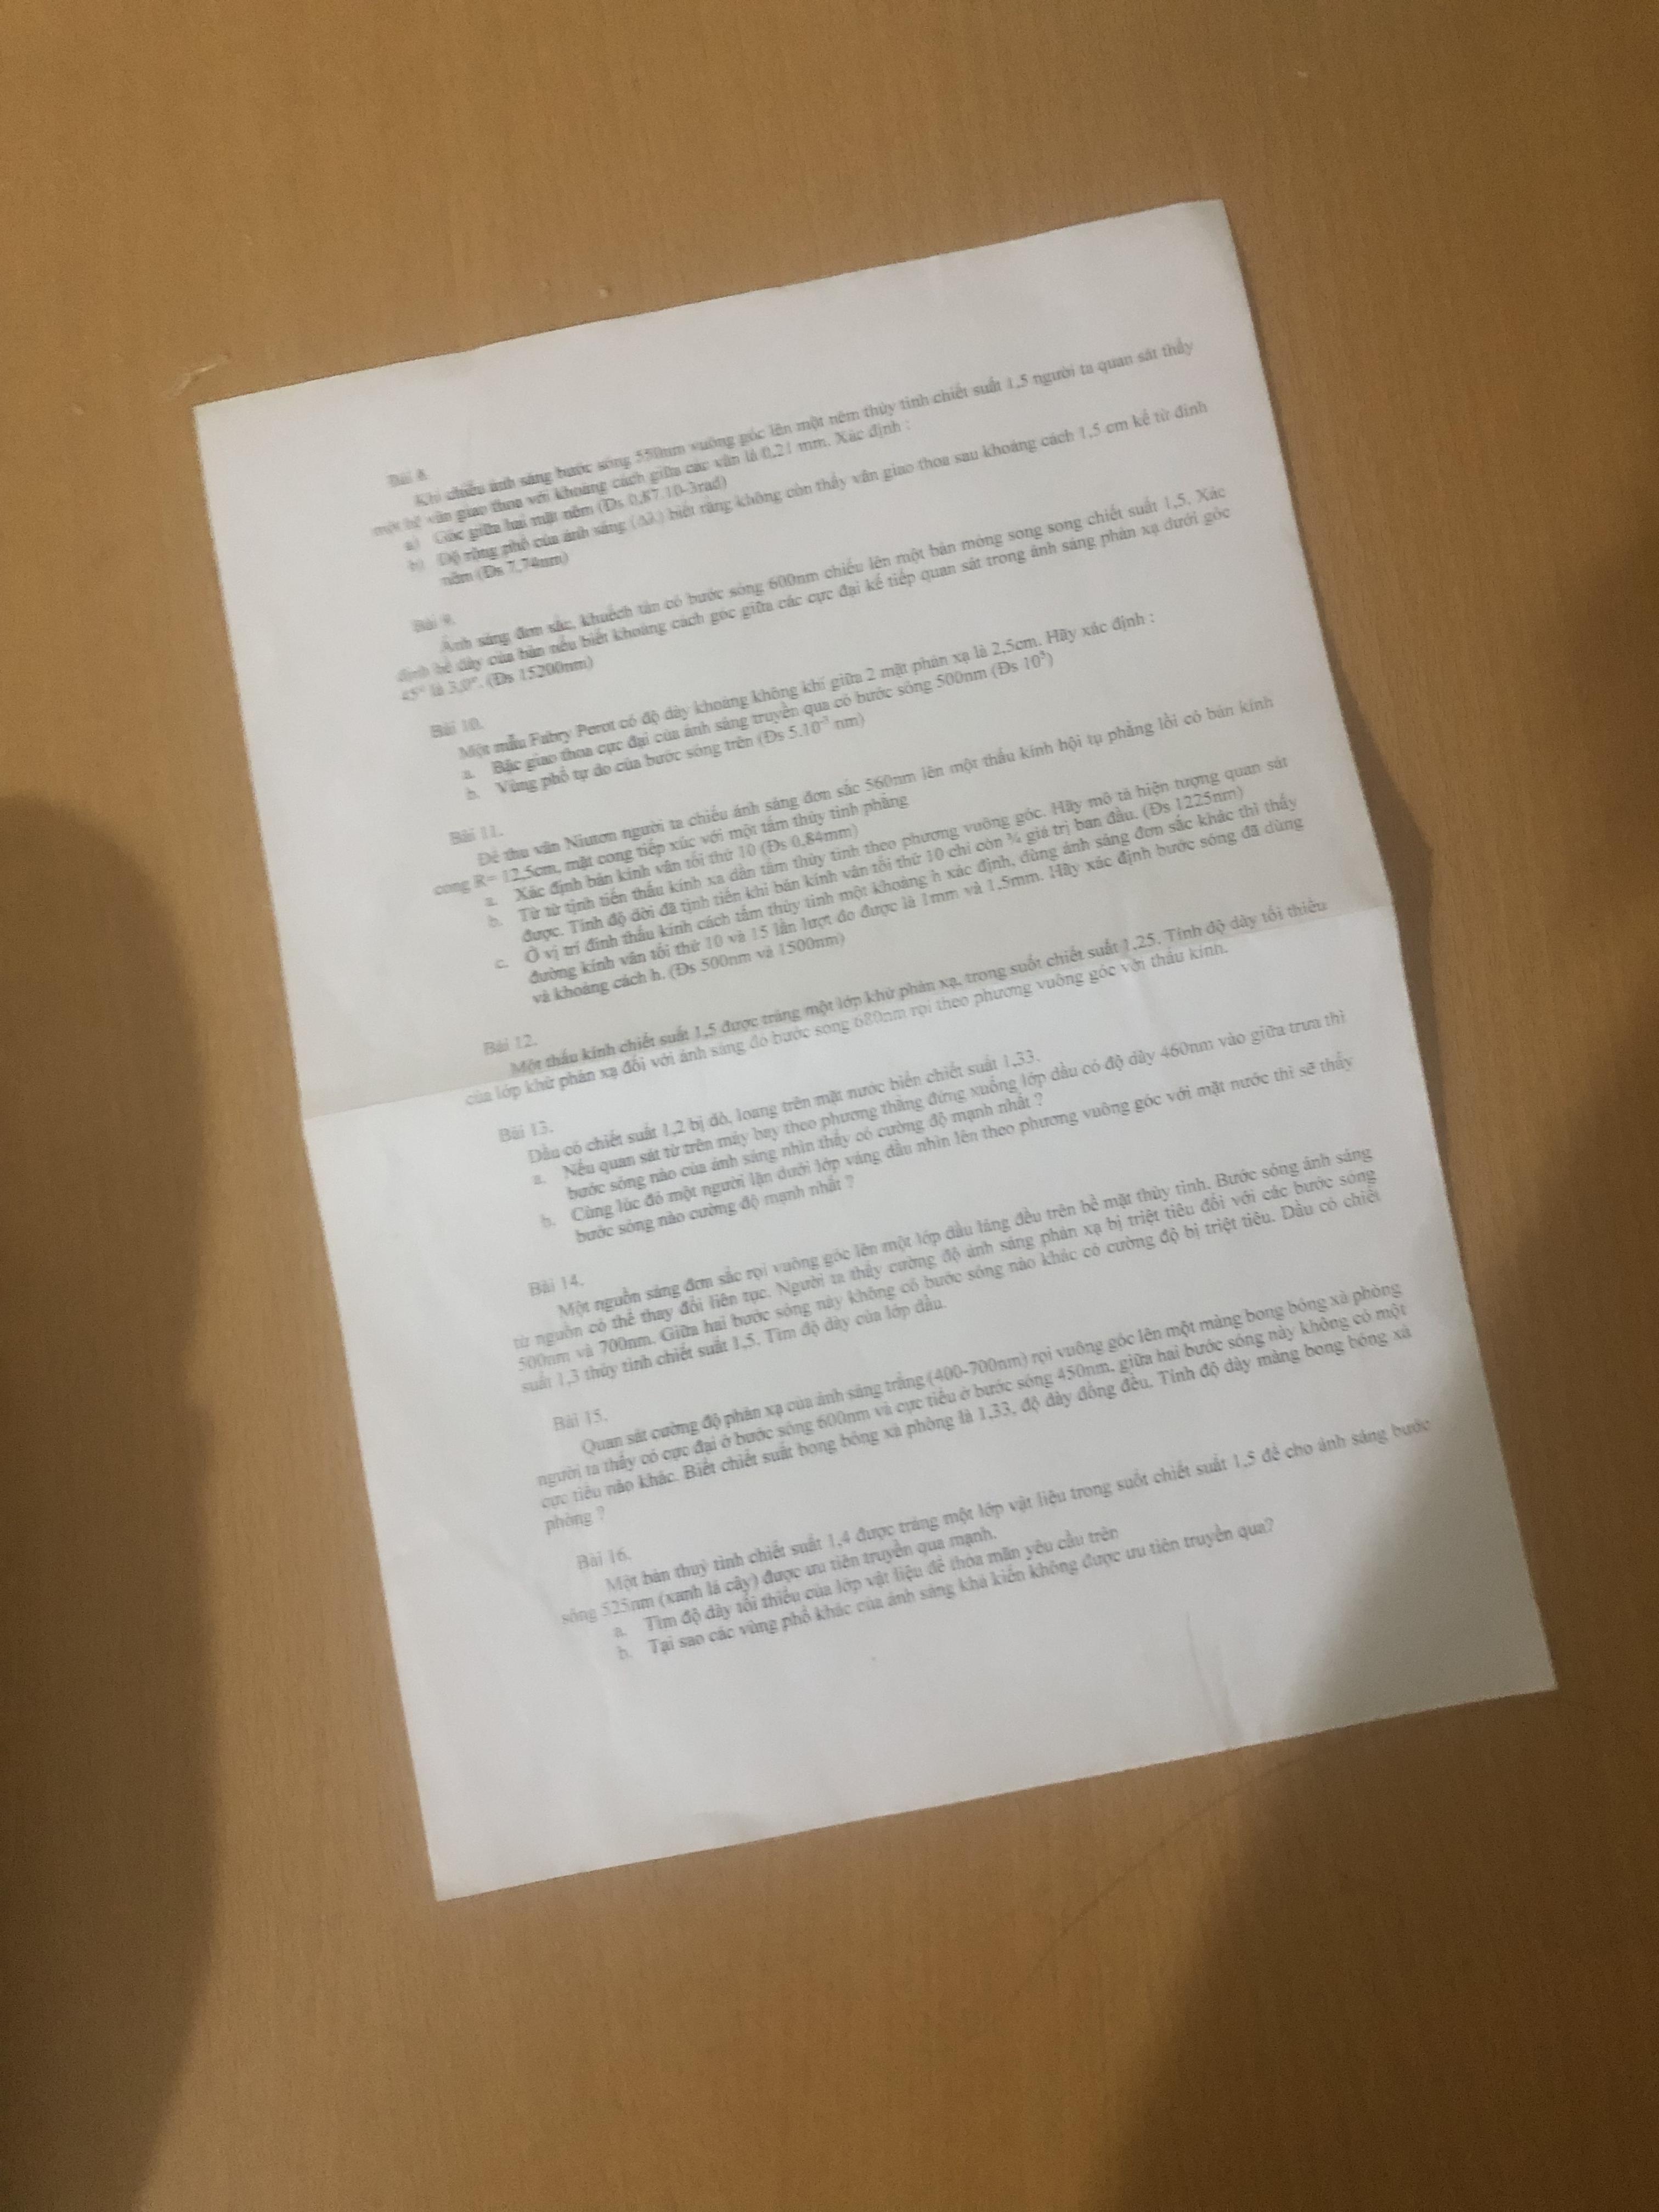 Bài 8.
Khi chiếu ánh sáng bước sóng 550nm vuông góc lên một nêm thủy tinh chiết suất 1,5 người ta quan sát thấy
một hệ vân giao thoa với khoảng cách giữa các vân là 0,21 mm. Xác định :
a) Góc giữa hai mặt nêm (Đs 0,87.10-3rad)
b) Độ rộng phổ của ánh sáng (Δλ) biết rằng không còn thấy vân giao thoa sau khoảng cách 1,5 cm kể từ đỉnh
nêm (Đs 7,74nm)
Bài 9.
Ánh sáng đơn sắc, khuếch tán có bước sóng 600nm chiếu lên một bản mỏng song song chiết suất 1,5. Xác
định bề dày của bản nếu biết khoảng cách góc giữa các cực đại kế tiếp quan sát trong ánh sáng phản xạ dưới góc
45° là 3,0°. (Đs 15200nm)
Bài 10.
Một mẫu Fabry Perot có độ dày khoảng không khí giữa 2 mặt phản xạ là 2,5cm. Hãy xác định :
a. Bậc giao thoa cực đại của ánh sáng truyền qua có bước sóng 500nm (Đs 10⁵)
b. Vùng phổ tự do của bước sóng trên (Đs 5.10⁻³ nm)
Bài 11.
Để thu vân Niutơn người ta chiếu ánh sáng đơn sắc 560nm lên một thấu kính hội tụ phẳng lồi có bán kính
cong R= 12,5cm, mặt cong tiếp xúc với một tấm thủy tinh phẳng
a. Xác định bán kính vân tối thứ 10 (Đs 0,84mm)
b. Từ từ tịnh tiến thấu kính xa dần tấm thủy tinh theo phương vuông góc. Hãy mô tả hiện tượng quan sát
được. Tính độ dời đã tịnh tiến khi bán kính vân tối thứ 10 chỉ còn ¾ giá trị ban đầu. (Đs 1225nm)
c. Ở vị trí đỉnh thấu kính cách tấm thủy tinh một khoảng h xác định, dùng ánh sáng đơn sắc khác thì thấy
đường kính vân tối thứ 10 và 15 lần lượt đo được là 1mm và 1.5mm. Hãy xác định bước sóng đã dùng
và khoảng cách h. (Đs 500nm và 1500nm)
Bài 12.
Một thấu kính chiết suất 1,5 được tráng một lớp khử phản xạ, trong suốt chiết suất 1,25. Tính độ dày tối thiểu
của lớp khử phản xạ đối với ánh sáng đỏ bước song 680nm rọi theo phương vuông góc với thấu kính.
Bài 13.
Dầu có chiết suất 1,2 bị đổ, loang trên mặt nước biển chiết suất 1,33.
a. Nếu quan sát từ trên máy bay theo phương thẳng đứng xuống lớp dầu có độ dày 460nm vào giữa trưa thì
bước sóng nào của ánh sáng nhìn thấy có cường độ mạnh nhất ?
b. Cùng lúc đó một người lặn dưới lớp váng dầu nhìn lên theo phương vuông góc với mặt nước thì sẽ thấy
bước sóng nào cường độ mạnh nhất ?
Bài 14.
Một nguồn sáng đơn sắc rọi vuông góc lên một lớp dầu láng đều trên bề mặt thủy tinh. Bước sóng ánh sáng
từ nguồn có thể thay đổi liên tục. Người ta thấy cường độ ánh sáng phản xạ bị triệt tiêu đối với các bước sóng
500nm và 700nm. Giữa hai bước sóng này không có bước sóng nào khác có cường độ bị triệt tiêu. Dầu có chiết
suất 1,3 thủy tinh chiết suất 1,5. Tìm độ dày của lớp dầu.
Bài 15.
Quan sát cường độ phản xạ của ánh sáng trắng (400-700nm) rọi vuông góc lên một màng bong bóng xà phòng
người ta thấy có cực đại ở bước sóng 600nm và cực tiểu ở bước sóng 450nm, giữa hai bước sóng này không có một
cực tiểu nào khác. Biết chiết suất bong bóng xà phòng là 1,33, độ dày đồng đều. Tính độ dày màng bong bóng xà
phòng ?
Bài 16.
Một bản thuỷ tinh chiết suất 1,4 được tráng một lớp vật liệu trong suốt chiết suất 1,5 để cho ánh sáng bước
sóng 525nm (xanh lá cây) được ưu tiên truyền qua mạnh.
a. Tìm độ dày tối thiểu của lớp vật liệu để thỏa mãn yêu cầu trên
b. Tại sao các vùng phổ khác của ánh sáng khả kiến không được ưu tiên truyền qua?